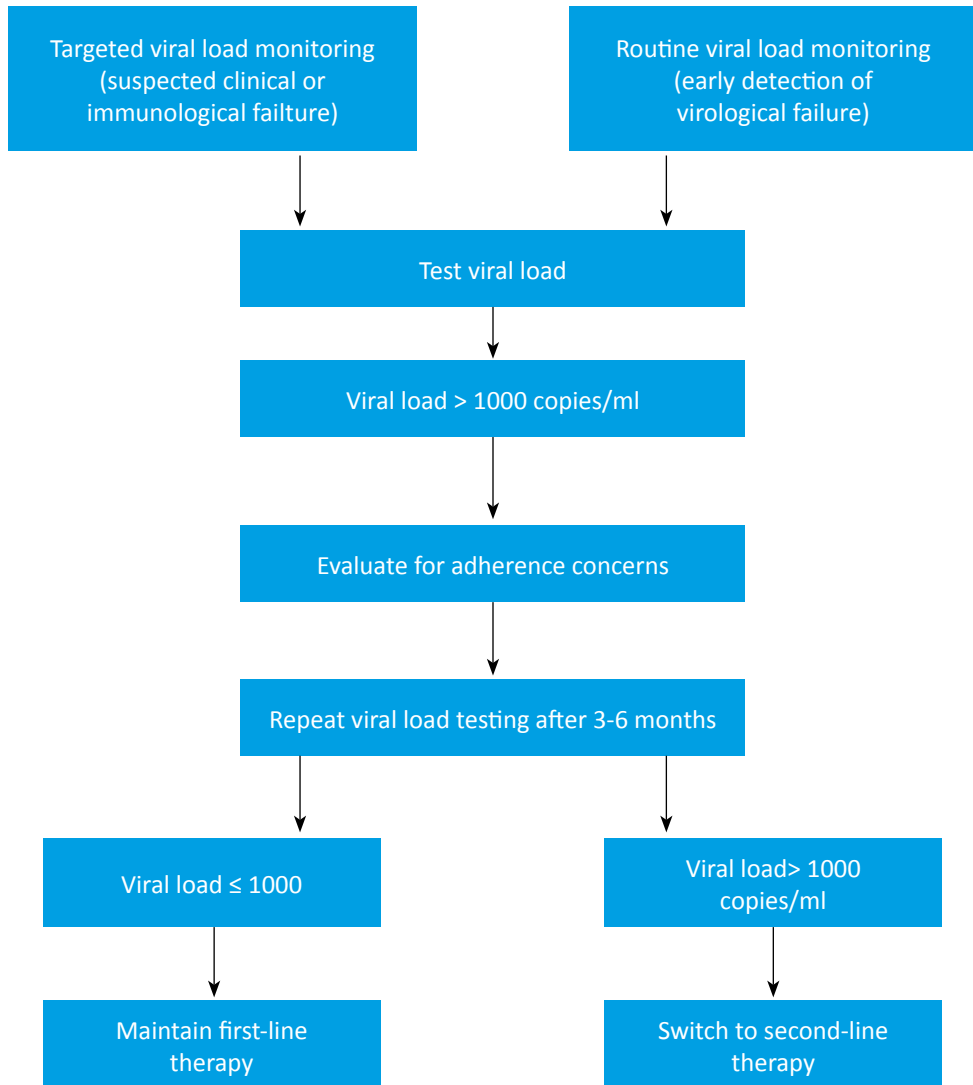 Targeted viral load monitoring
(suspected clinical or
immunological failture)
Routine viral load monitoring
(early detection of
virological failure)
Test viral load
Viral load > 1000 copies/ml
Evaluate for adherence concerns
Repeat viral load testing after 3-6 months
Viral load ≤ 1000
Viral load> 1000
copies/ml
Maintain first-line
therapy
Switch to second-line
therapy